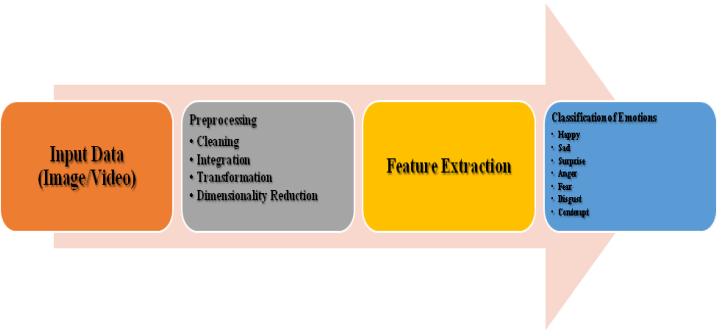 Input Data
(Image/Video)
Preprocessing
• Cleaning
• Integration
• Transformation
• Dimensionality Reduction
Feature Extraction
Classification of Emotions
• Happy
• Sad
• Surprise
• Anger
• Fear
• Disgust
• Contempt